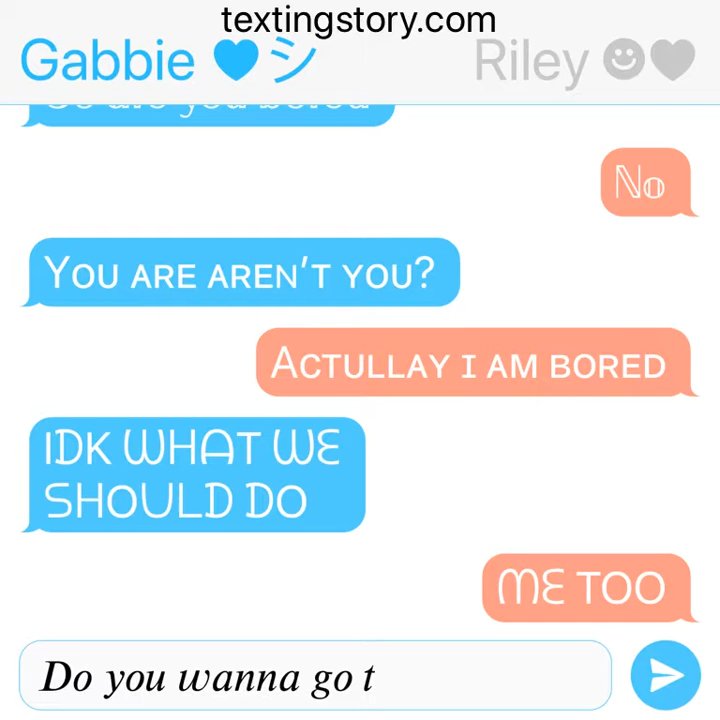 textingstory.com
Gabbie 🩵シ Riley ☻🩶
No
You are aren't you?
Actullay i am bored
IDK WHAT WE
SHOULD DO
ME TOO
Do you wanna go t